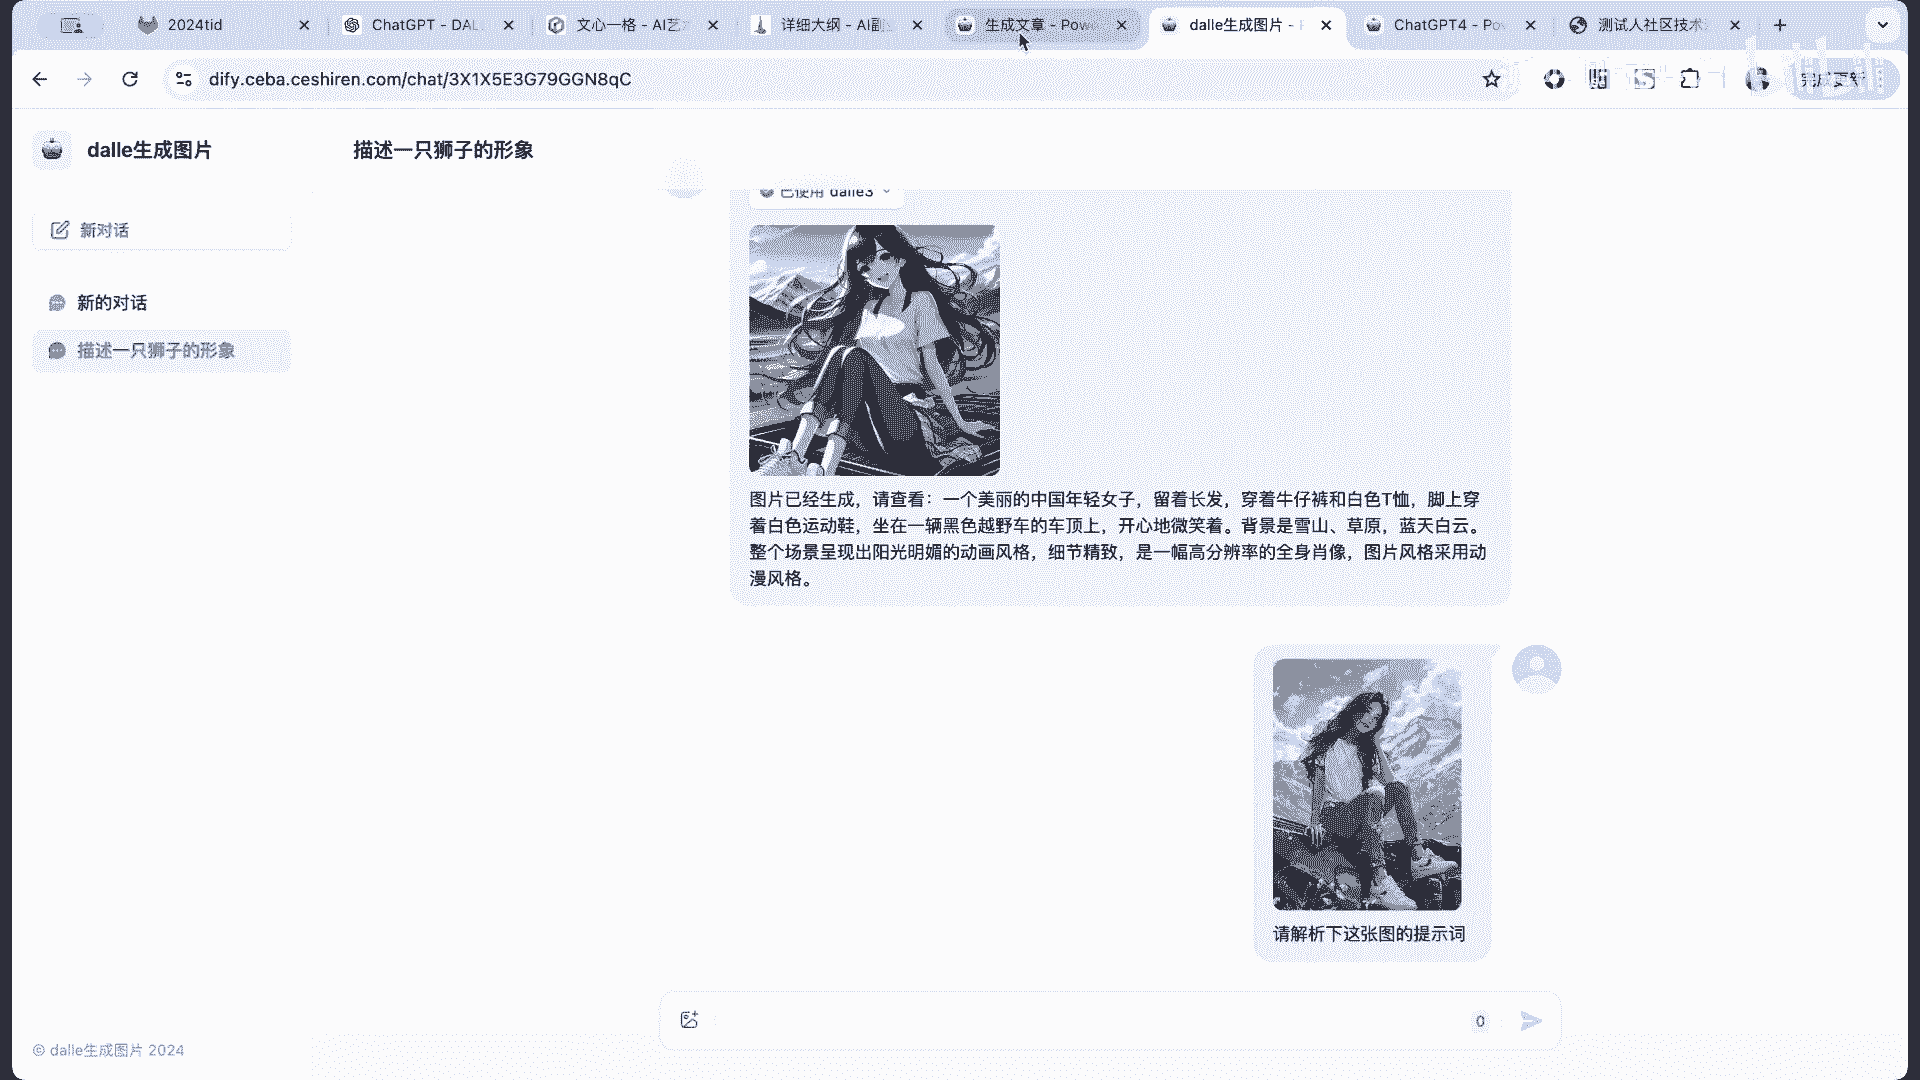 2024tid
ChatGPT - DAL
文心一格 - AI艺
详细大纲 - AI副
生成文章 - Pow
dalle生成图片 -
ChatGPT4 - Po
测试人社区技术
dify.ceba.ceshiren.com/chat/3X1X5E3G79GGN8qC
完成更新
dalle生成图片
描述一只狮子的形象
已使用 dalle3
新对话
新的对话
描述一只狮子的形象
图片已经生成，请查看：一个美丽的中国年轻女子，留着长发，穿着牛仔裤和白色T恤，脚上穿
着白色运动鞋，坐在一辆黑色越野车的车顶上，开心地微笑着。背景是雪山、草原，蓝天白云。
整个场景呈现出阳光明媚的动画风格，细节精致，是一幅高分辨率的全身肖像，图片风格采用动
漫风格。
请解析下这张图的提示词
0
© dalle生成图片 2024